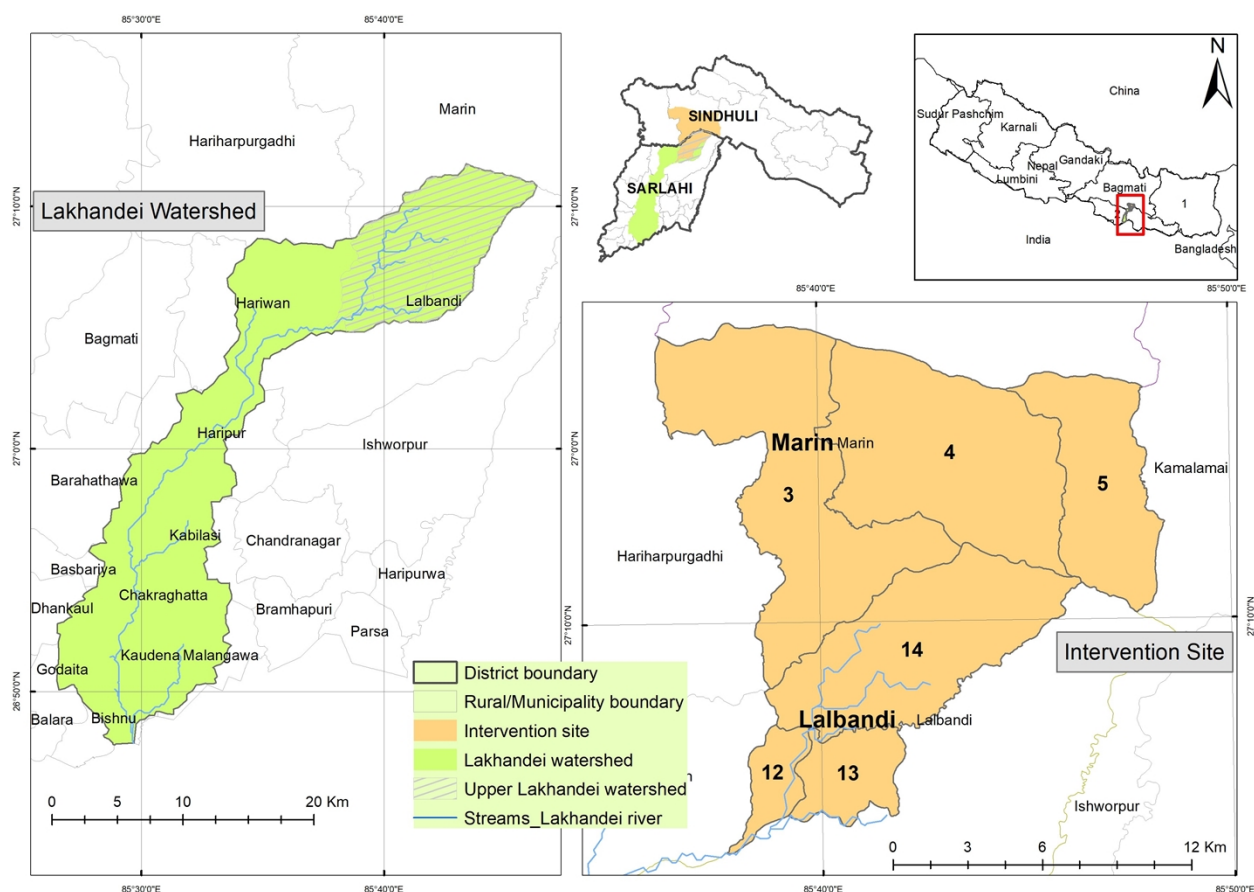 85°30'0"E
85°40'0"E
Marin
Hariharpurgadhi
Lakhandei Watershed
27°10'0"N
27°10'0"N
Hariwan
Lalbandi
Bagmati
Haripur
Ishworpur
27°0'0"N
27°0'0"N
Barahathawa
Kabilasi
Chandranagar
Basbariya
Haripurwa
Chakraghatta
Dhankaul
Bramhapuri
Parsa
Kaudena
Malangawa
Godaita
26°50'0"N
Balara
Bishnu
0 5 10 20 Km
85°30'0"E
85°40'0"E
SINDHULI
SARLAHI
N
China
Sudur Pashchim
Karnali
Nepal
Gandaki
Lumbini
Bagmati
1
2
India
Bangladesh
85°40'0"E
85°50'0"E
Marin
Marin
4
5
3
Kamalamai
Hariharpurgadhi
27°10'0"N
27°10'0"N
14
Intervention Site
Lalbandi
Lalbandi
12
13
Ishworpur
0 3 6 12 Km
85°40'0"E
85°50'0"E
District boundary
Rural/Municipality boundary
Intervention site
Lakhandei watershed
Upper Lakhandei watershed
Streams_Lakhandei river